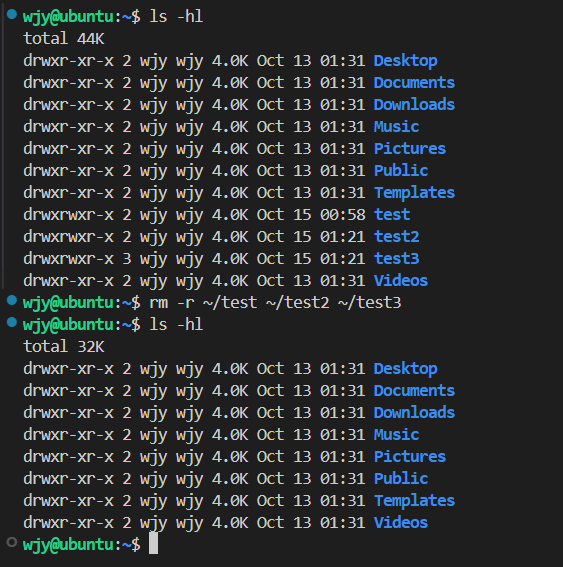 wjy@ubuntu:~$ ls -hl
total 44K
drwxr-xr-x 2 wjy wjy 4.0K Oct 13 01:31 Desktop
drwxr-xr-x 2 wjy wjy 4.0K Oct 13 01:31 Documents
drwxr-xr-x 2 wjy wjy 4.0K Oct 13 01:31 Downloads
drwxr-xr-x 2 wjy wjy 4.0K Oct 13 01:31 Music
drwxr-xr-x 2 wjy wjy 4.0K Oct 13 01:31 Pictures
drwxr-xr-x 2 wjy wjy 4.0K Oct 13 01:31 Public
drwxr-xr-x 2 wjy wjy 4.0K Oct 13 01:31 Templates
drwxrwxr-x 2 wjy wjy 4.0K Oct 15 00:58 test
drwxrwxr-x 2 wjy wjy 4.0K Oct 15 01:21 test2
drwxrwxr-x 3 wjy wjy 4.0K Oct 15 01:21 test3
drwxr-xr-x 2 wjy wjy 4.0K Oct 13 01:31 Videos
wjy@ubuntu:~$ rm -r ~/test ~/test2 ~/test3
wjy@ubuntu:~$ ls -hl
total 32K
drwxr-xr-x 2 wjy wjy 4.0K Oct 13 01:31 Desktop
drwxr-xr-x 2 wjy wjy 4.0K Oct 13 01:31 Documents
drwxr-xr-x 2 wjy wjy 4.0K Oct 13 01:31 Downloads
drwxr-xr-x 2 wjy wjy 4.0K Oct 13 01:31 Music
drwxr-xr-x 2 wjy wjy 4.0K Oct 13 01:31 Pictures
drwxr-xr-x 2 wjy wjy 4.0K Oct 13 01:31 Public
drwxr-xr-x 2 wjy wjy 4.0K Oct 13 01:31 Templates
drwxr-xr-x 2 wjy wjy 4.0K Oct 13 01:31 Videos
wjy@ubuntu:~$